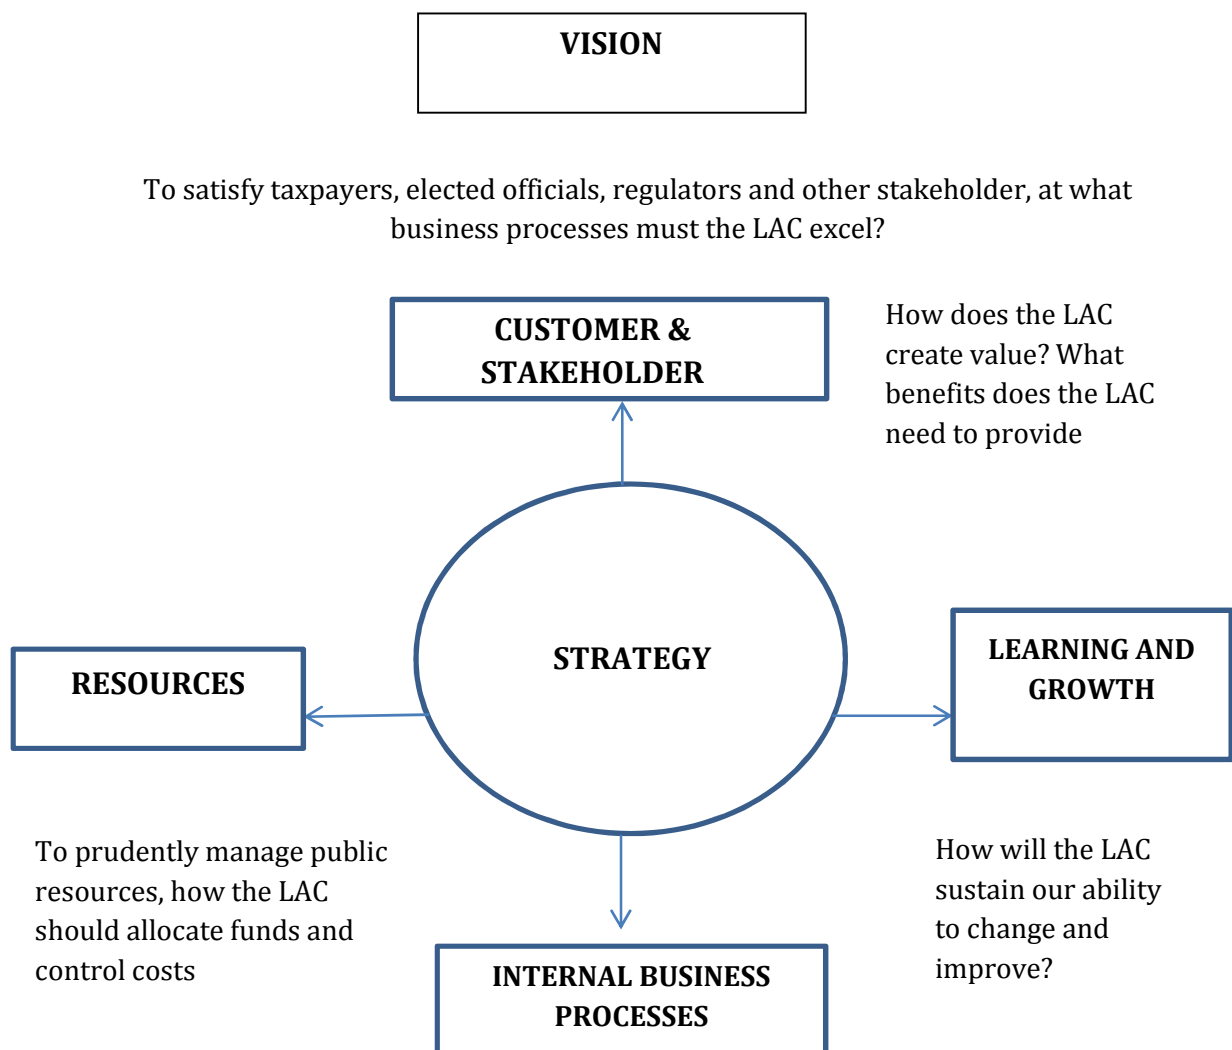 VISION
To satisfy taxpayers, elected officials, regulators and other stakeholder, at what
business processes must the LAC excel?
CUSTOMER &
STAKEHOLDER
How does the LAC
create value? What
benefits does the LAC
need to provide
STRATEGY
RESOURCES
LEARNING AND
GROWTH
To prudently manage public
resources, how the LAC
should allocate funds and
control costs
How will the LAC
sustain our ability
to change and
improve?
INTERNAL BUSINESS
PROCESSES